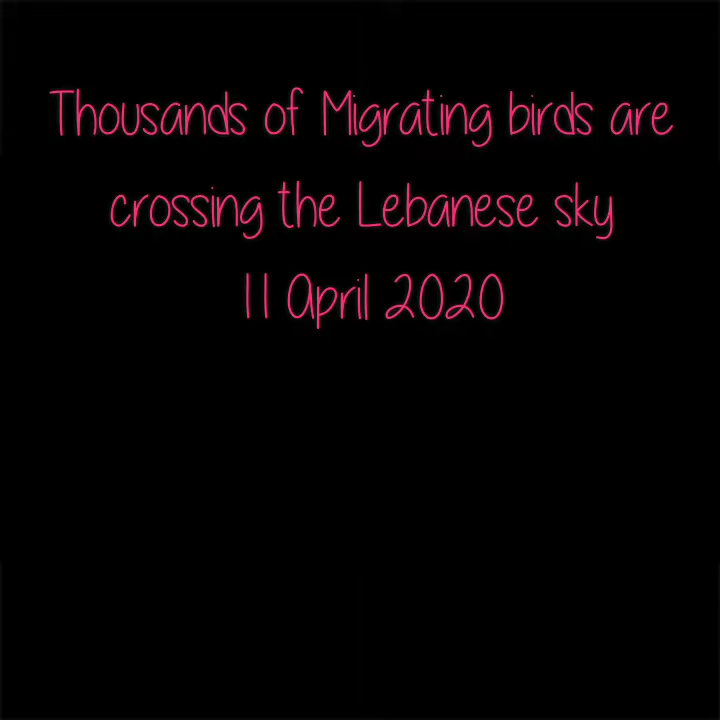 Thousands of Migrating birds are
crossing the Lebanese sky
11 April 2020